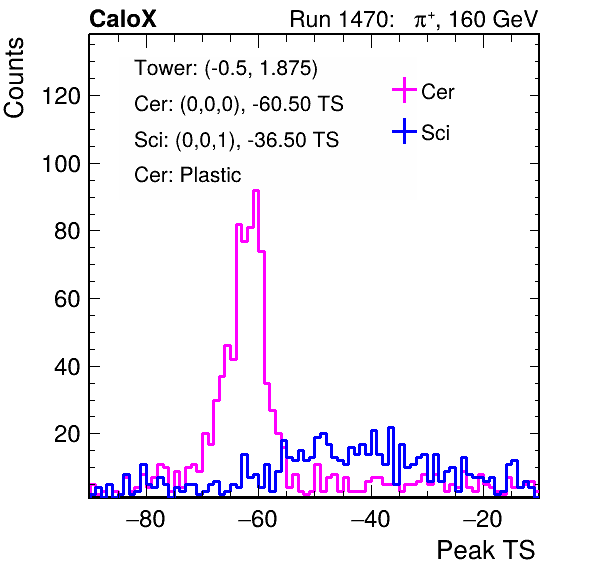 CaloX Run 1470: π⁺, 160 GeV
Counts
Tower: (-0.5, 1.875)
Cer: (0,0,0), -60.50 TS
Sci: (0,0,1), -36.50 TS
Cer: Plastic
Cer
Sci
120
100
80
60
40
20
−80 −60 −40 −20
Peak TS